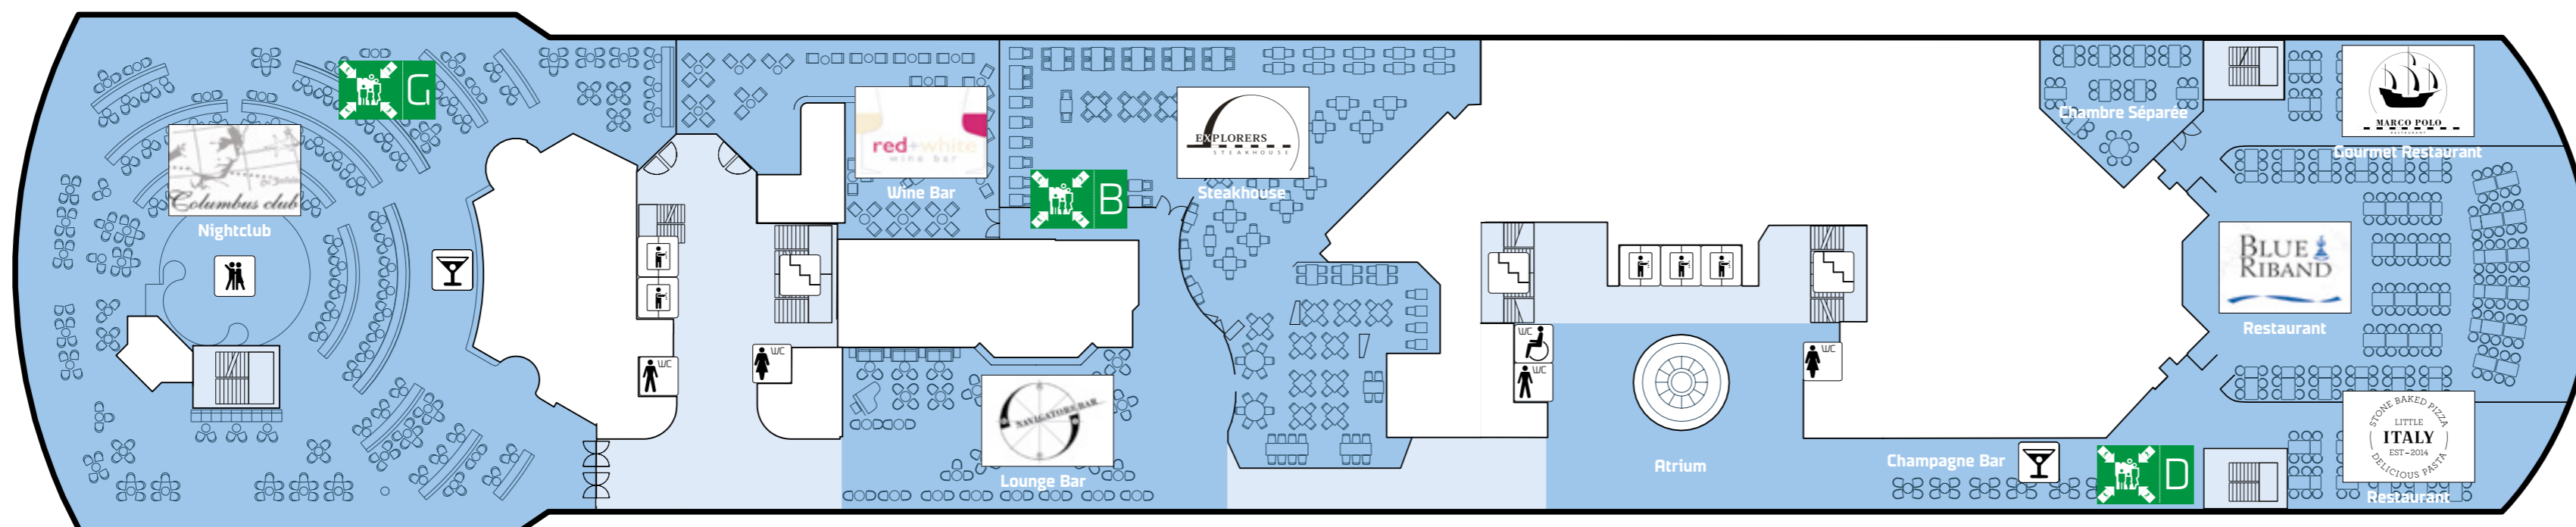 G
Columbus club
Nightclub
WC
WC
red+white
wine bar
Wine Bar
B
EXPLORERS
STEAKHOUSE
Steakhouse
NAVIGATORS BAR
Lounge Bar
WC
WC
Atrium
WC
Champagne Bar
D
Chambre Séparée
MARCO POLO
RESTAURANT
Gourmet Restaurant
BLUE
RIBAND
Restaurant
STONE BAKED PIZZA
LITTLE
ITALY
EST–2014
DELICIOUS PASTA
Restaurant